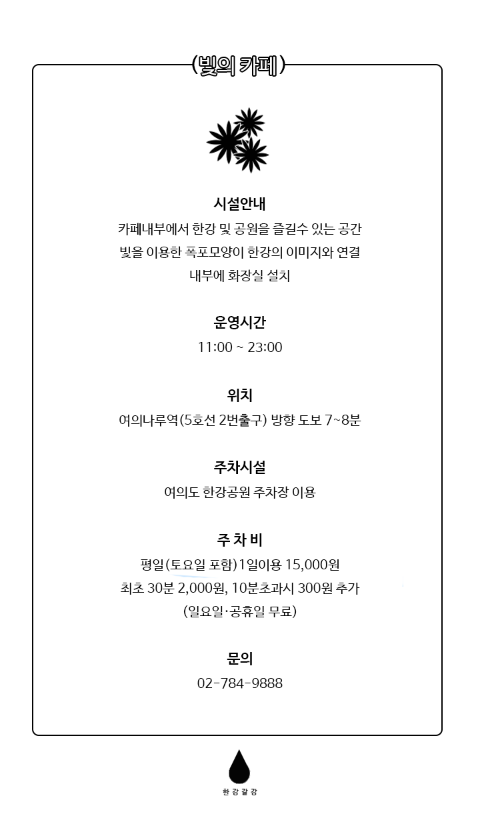 (빛의 카페)
시설안내
카페내부에서 한강 및 공원을 즐길수 있는 공간
빛을 이용한 폭포모양이 한강의 이미지와 연결
내부에 화장실 설치
운영시간
11:00 ~ 23:00
위치
여의나루역(5호선 2번출구) 방향 도보 7~8분
주차시설
여의도 한강공원 주차장 이용
주 차 비
평일(토요일 포함)1일이용 15,000원
최초 30분 2,000원, 10분초과시 300원 추가
(일요일·공휴일 무료)
문의
02-784-9888
한강갈강